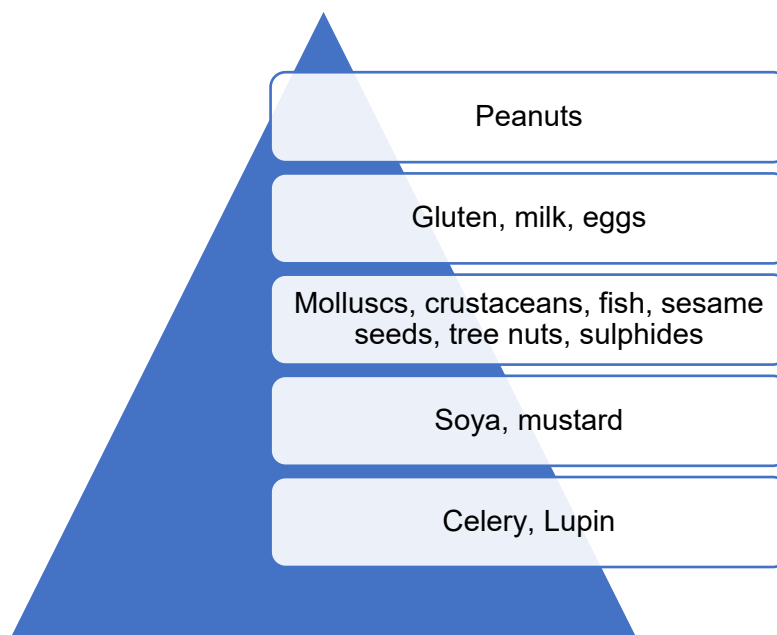 Peanuts
Gluten, milk, eggs
Molluscs, crustaceans, fish, sesame
seeds, tree nuts, sulphides
Soya, mustard
Celery, Lupin